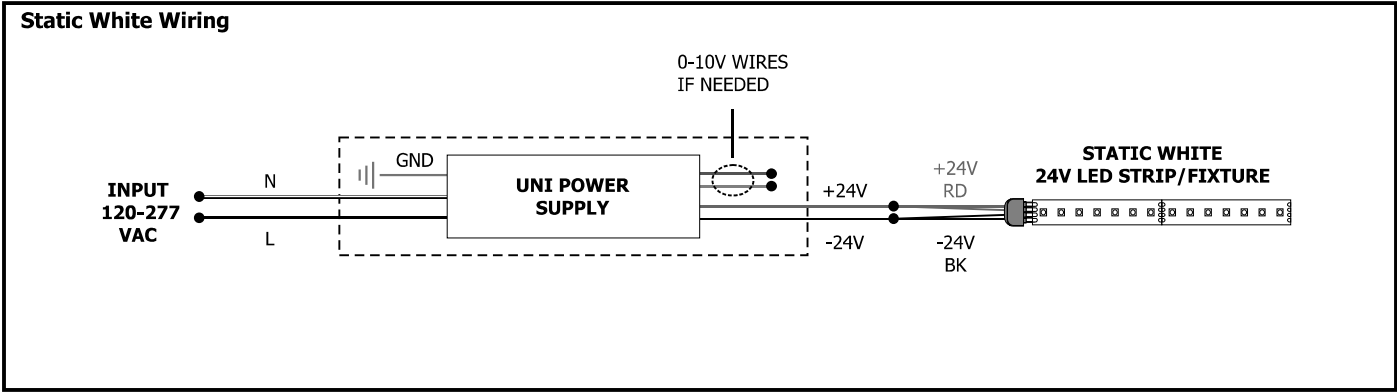 Static White Wiring
0-10V WIRES
IF NEEDED
GND
N
INPUT
120-277
VAC
L
UNI POWER
SUPPLY
+24V
-24V
+24V
RD
-24V
BK
STATIC WHITE
24V LED STRIP/FIXTURE